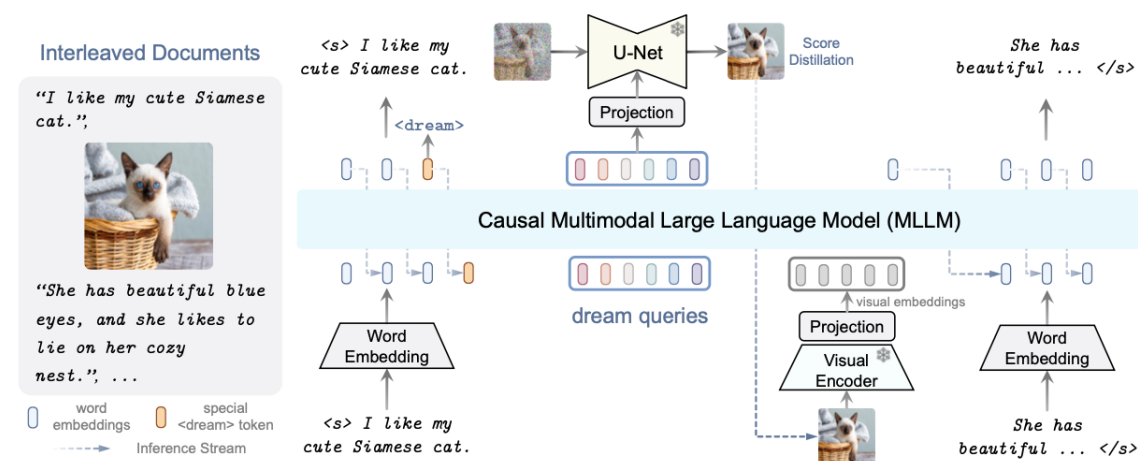 Interleaved Documents
“I like my cute Siamese
cat.”,
“She has beautiful blue
eyes, and she likes to
lie on her cozy
nest.”, ...
word
embeddings
special
<dream> token
Inference Stream
<s> I like my
cute Siamese cat.
<dream>
U-Net
Score
Distillation
Projection
She has
beautiful ... </s>
Causal Multimodal Large Language Model (MLLM)
dream queries
visual embeddings
Projection
Visual
Encoder
Word
Embedding
Word
Embedding
<s> I like my
cute Siamese cat.
She has
beautiful ... </s>